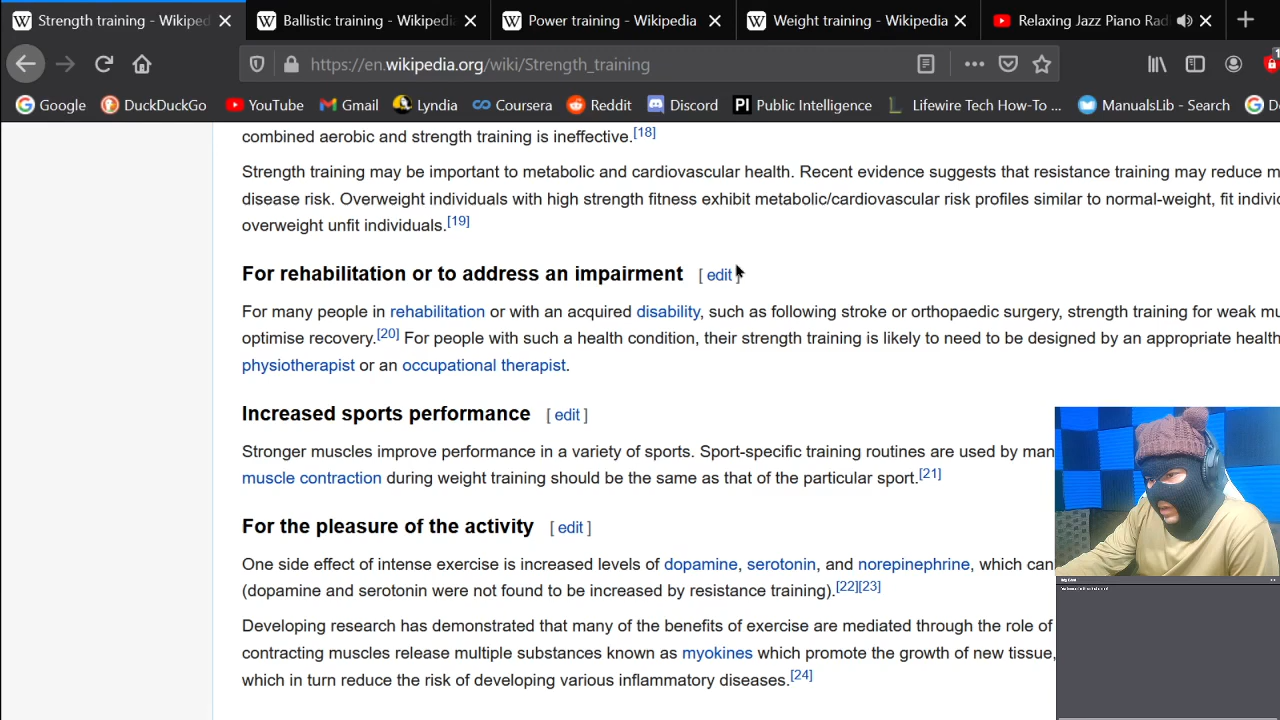 Strength training - Wikiped
Ballistic training - Wikipedia
Power training - Wikipedia
Weight training - Wikipedia
Relaxing Jazz Piano Rad
https://en.wikipedia.org/wiki/Strength_training
1
Google DuckDuckGo YouTube Gmail Lyndia Coursera Reddit Discord PI Public Intelligence Lifewire Tech How-To ... ManualsLib - Search
combined aerobic and strength training is ineffective.[18]
Strength training may be important to metabolic and cardiovascular health. Recent evidence suggests that resistance training may reduce m
disease risk. Overweight individuals with high strength fitness exhibit metabolic/cardiovascular risk profiles similar to normal-weight, fit indivi
overweight unfit individuals.[19]
For rehabilitation or to address an impairment [ edit ]
For many people in rehabilitation or with an acquired disability, such as following stroke or orthopaedic surgery, strength training for weak mu
optimise recovery.[20] For people with such a health condition, their strength training is likely to need to be designed by an appropriate health
physiotherapist or an occupational therapist.
Increased sports performance [ edit ]
Stronger muscles improve performance in a variety of sports. Sport-specific training routines are used by man
muscle contraction during weight training should be the same as that of the particular sport.[21]
For the pleasure of the activity [ edit ]
One side effect of intense exercise is increased levels of dopamine, serotonin, and norepinephrine, which can
(dopamine and serotonin were not found to be increased by resistance training).[22][23]
Developing research has demonstrated that many of the benefits of exercise are mediated through the role of
contracting muscles release multiple substances known as myokines which promote the growth of new tissue,
which in turn reduce the risk of developing various inflammatory diseases.[24]